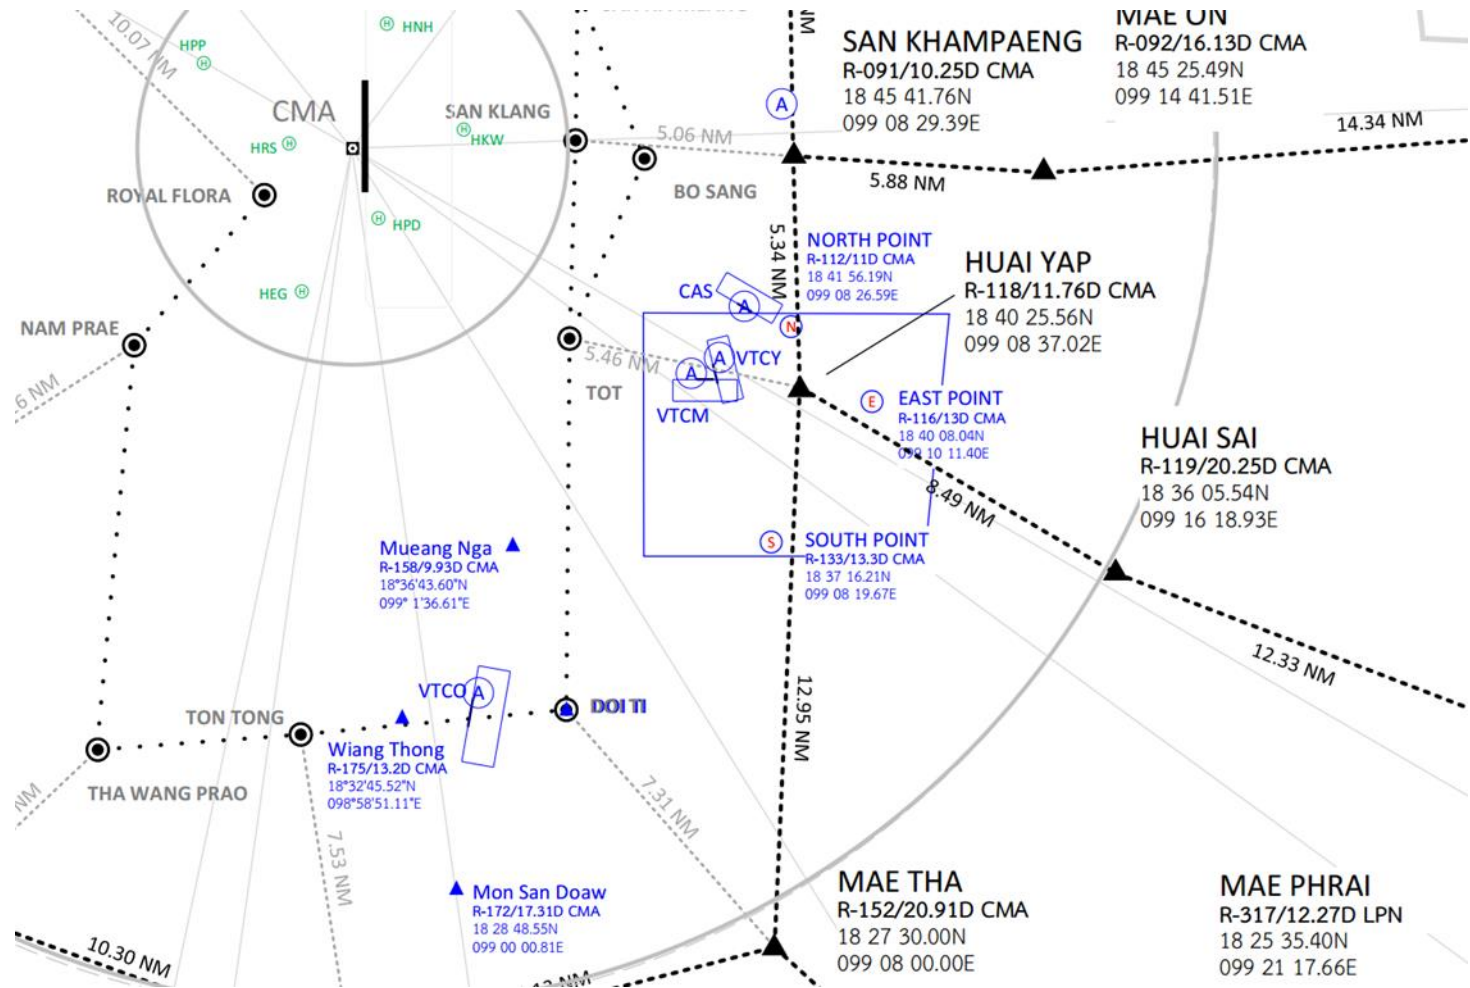 10.07 NM
HPP
HNH
NM
SAN KHAMPAENG
R-091/10.25D CMA
18 45 41.76N
099 08 29.39E
MAE ON
R-092/16.13D CMA
18 45 25.49N
099 14 41.51E
A
CMA
SAN KLANG
HRS
HKW
5.06 NM
14.34 NM
5.88 NM
ROYAL FLORA
BO SANG
HPD
5.34 NM
NORTH POINT
R-112/11D CMA
18 41 56.19N
099 08 26.59E
HUAI YAP
R-118/11.76D CMA
18 40 25.56N
099 08 37.02E
HEG
CAS
A
N
NAM PRAE
5.46 NM
A
A
VTCY
VTCM
TOT
.6 NM
E
EAST POINT
R-116/13D CMA
18 40 08.04N
099 10 11.40E
HUAI SAI
R-119/20.25D CMA
18 36 05.54N
099 16 18.93E
8.49 NM
Mueang Nga
R-158/9.93D CMA
18°36'43.60"N
099° 1'36.61"E
S
SOUTH POINT
R-133/13.3D CMA
18 37 16.21N
099 08 19.67E
12.33 NM
VTCO
A
DOI TI
12.95 NM
TON TONG
Wiang Thong
R-175/13.2D CMA
18°32'45.52"N
098°58'51.11"E
THA WANG PRAO
NM
7.53 NM
7.31 NM
Mon San Doaw
R-172/17.31D CMA
18 28 48.55N
099 00 00.81E
MAE THA
R-152/20.91D CMA
18 27 30.00N
099 08 00.00E
MAE PHRAI
R-317/12.27D LPN
18 25 35.40N
099 21 17.66E
10.30 NM
NM